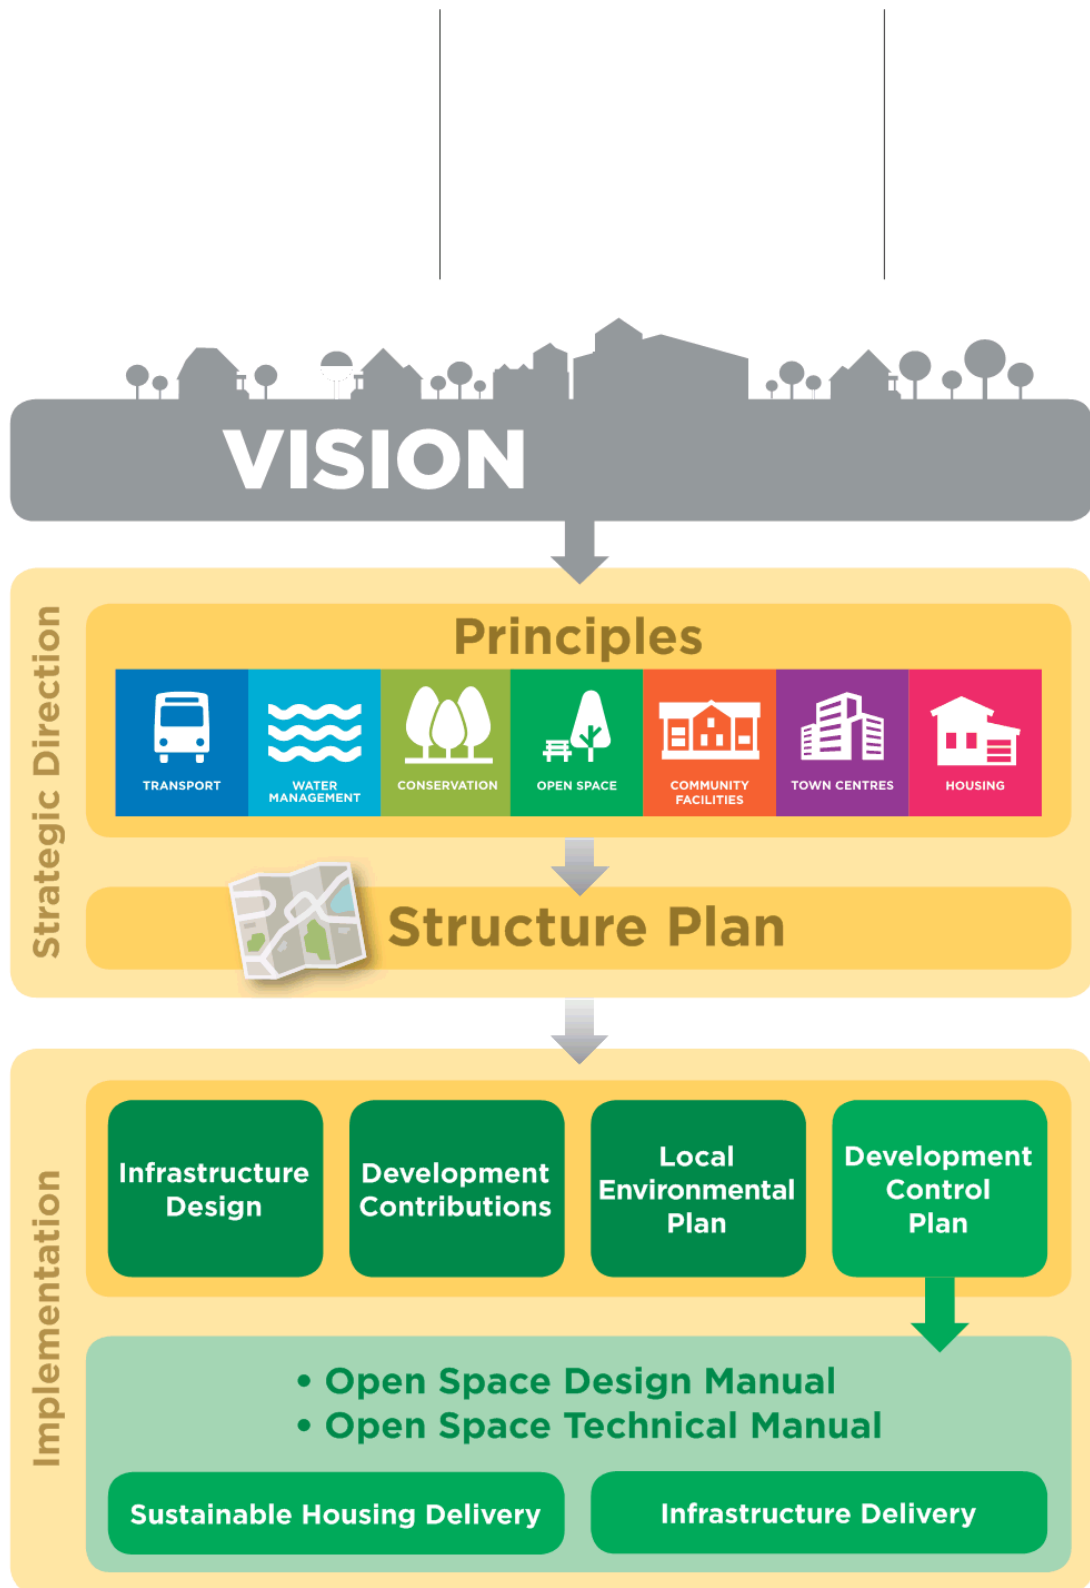 VISION
Strategic Direction
Principles
TRANSPORT
WATER
MANAGEMENT
CONSERVATION
OPEN SPACE
COMMUNITY
FACILITIES
TOWN CENTRES
HOUSING
Structure Plan
Implementation
Infrastructure
Design
Development
Contributions
Local
Environmental
Plan
Development
Control
Plan
• Open Space Design Manual
• Open Space Technical Manual
Sustainable Housing Delivery
Infrastructure Delivery